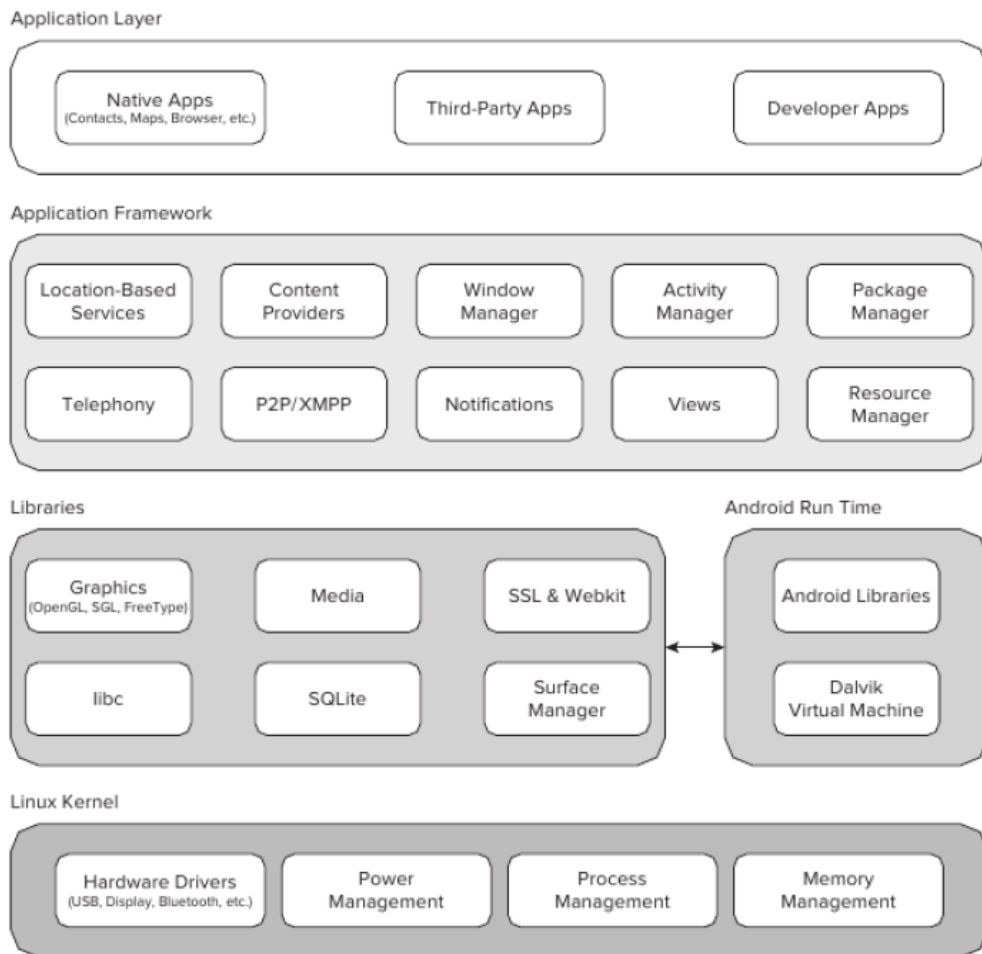 Application Layer
Native Apps
(Contacts, Maps, Browser, etc.)
Third-Party Apps
Developer Apps
Application Framework
Location-Based
Services
Content
Providers
Window
Manager
Activity
Manager
Package
Manager
Telephony
P2P/XMPP
Notifications
Views
Resource
Manager
Libraries
Graphics
(OpenGL, SGL, FreeType)
Media
SSL & Webkit
libc
SQLite
Surface
Manager
Android Run Time
Android Libraries
Dalvik
Virtual Machine
Linux Kernel
Hardware Drivers
(USB, Display, Bluetooth, etc.)
Power
Management
Process
Management
Memory
Management